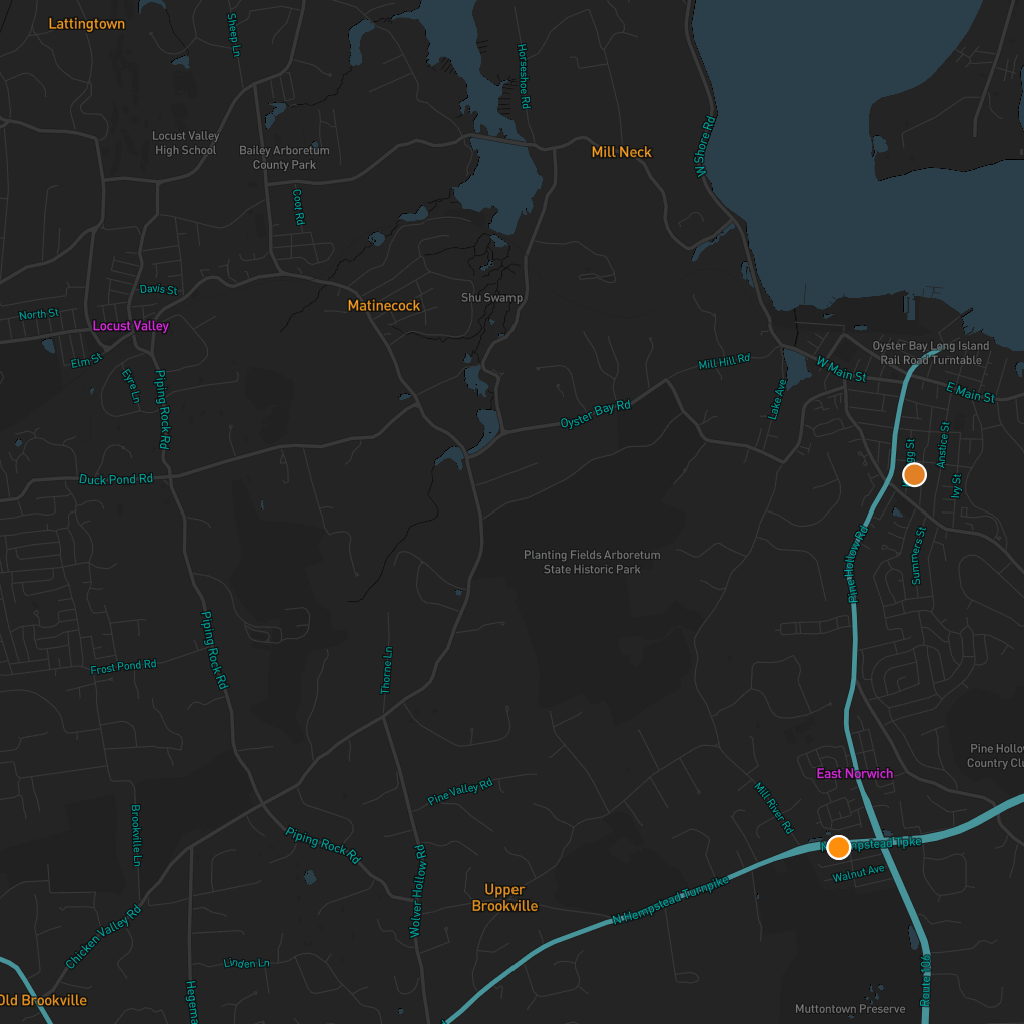 Lattingtown
Sheep Ln
Horseshoe Rd
Locust Valley
High School
Bailey Arboretum
County Park
Mill Neck
W Shore Rd
Coot Rd
Davis St
Matinecock
Shu Swamp
North St
Locust Valley
Elm St
Eyre Ln
Piping Rock Rd
Oyster Bay Long Island
Rail Road Turntable
Mill Hill Rd
W Main St
E Main St
Lake Ave
Oyster Bay Rd
Anstice St
Ivy St
Duck Pond Rd
Planting Fields Arboretum
State Historic Park
Summers St
Pine Hollow Rd
Piping Rock Rd
Frost Pond Rd
Thorne Ln
East Norwich
Pine Hollow
Country Clu
Pine Valley Rd
Mill River Rd
Brookville Ln
Piping Rock Rd
Wolver Hollow Rd
Hempstead Tpke
Walnut Ave
Upper
Brookville
N Hempstead Turnpike
Chicken Valley Rd
Linden Ln
Old Brookville
Hegema
Route 106
Muttontown Preserve